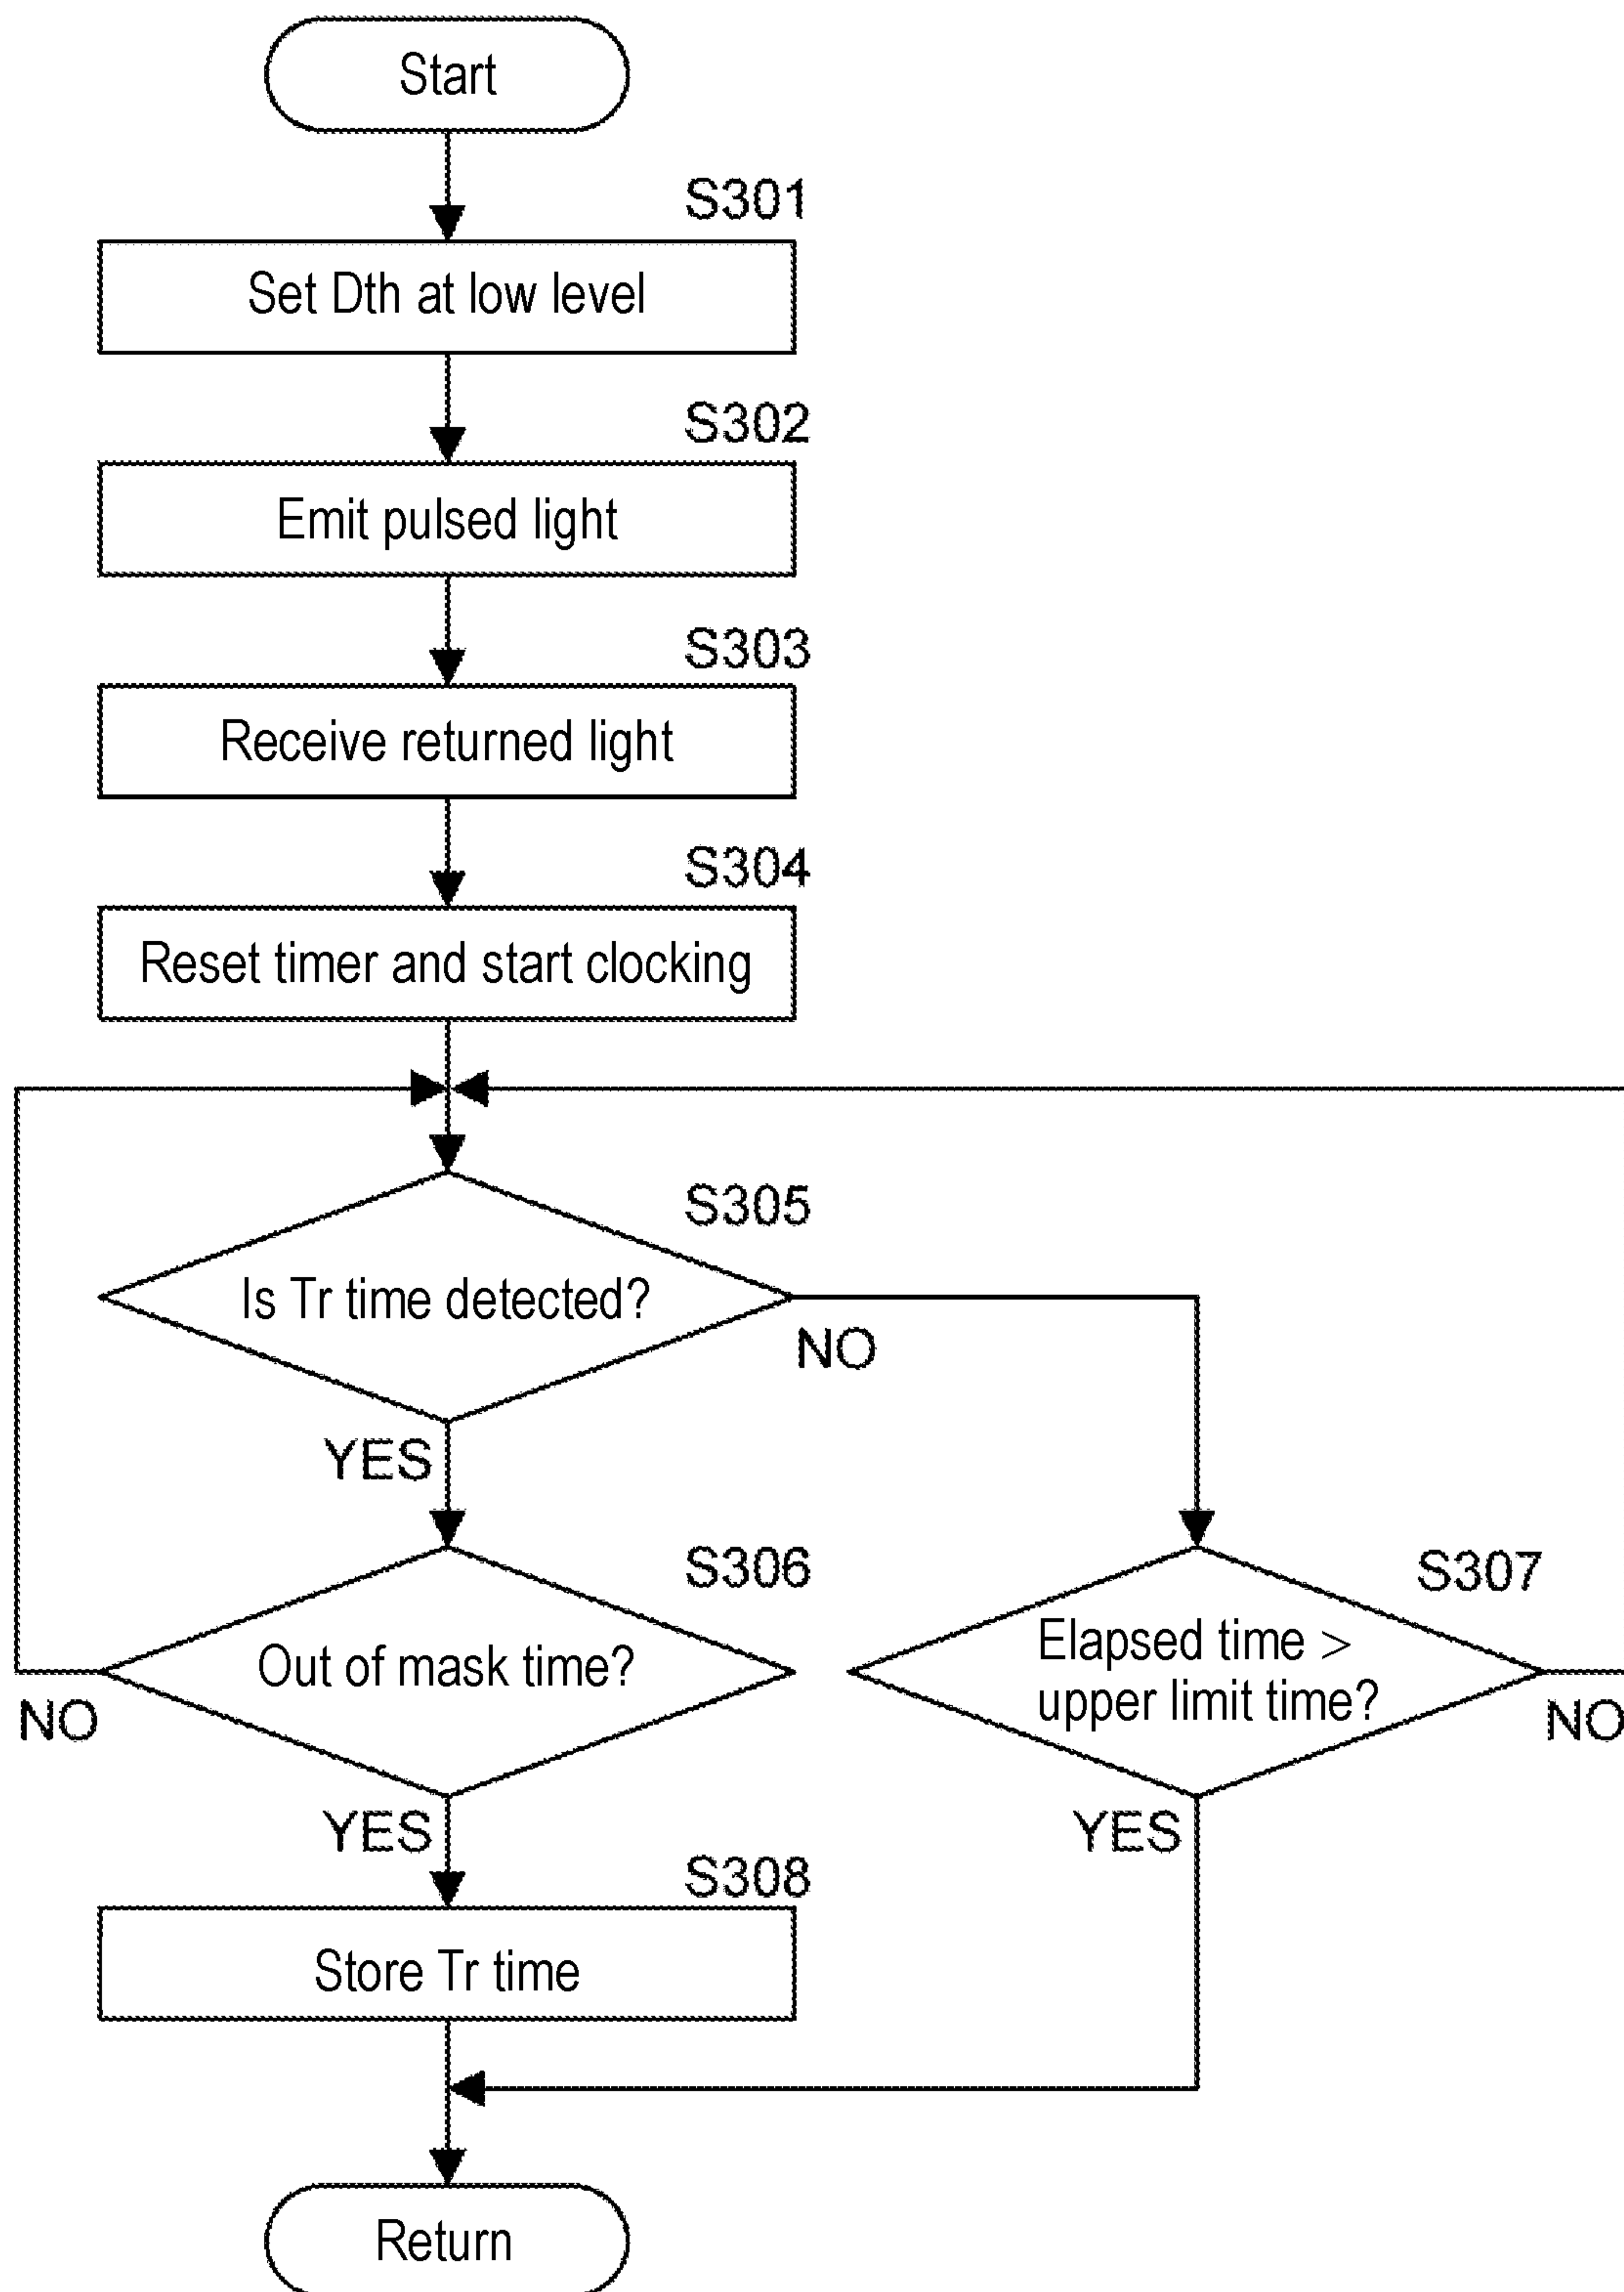 Start
S301
Set Dth at low level
S302
Emit pulsed light
S303
Receive returned light
S304
Reset timer and start clocking
S305
Is Tr time detected?
NO
YES
S306
Out of mask time?
NO
YES
S307
Elapsed time >
upper limit time?
NO
YES
S308
Store Tr time
Return